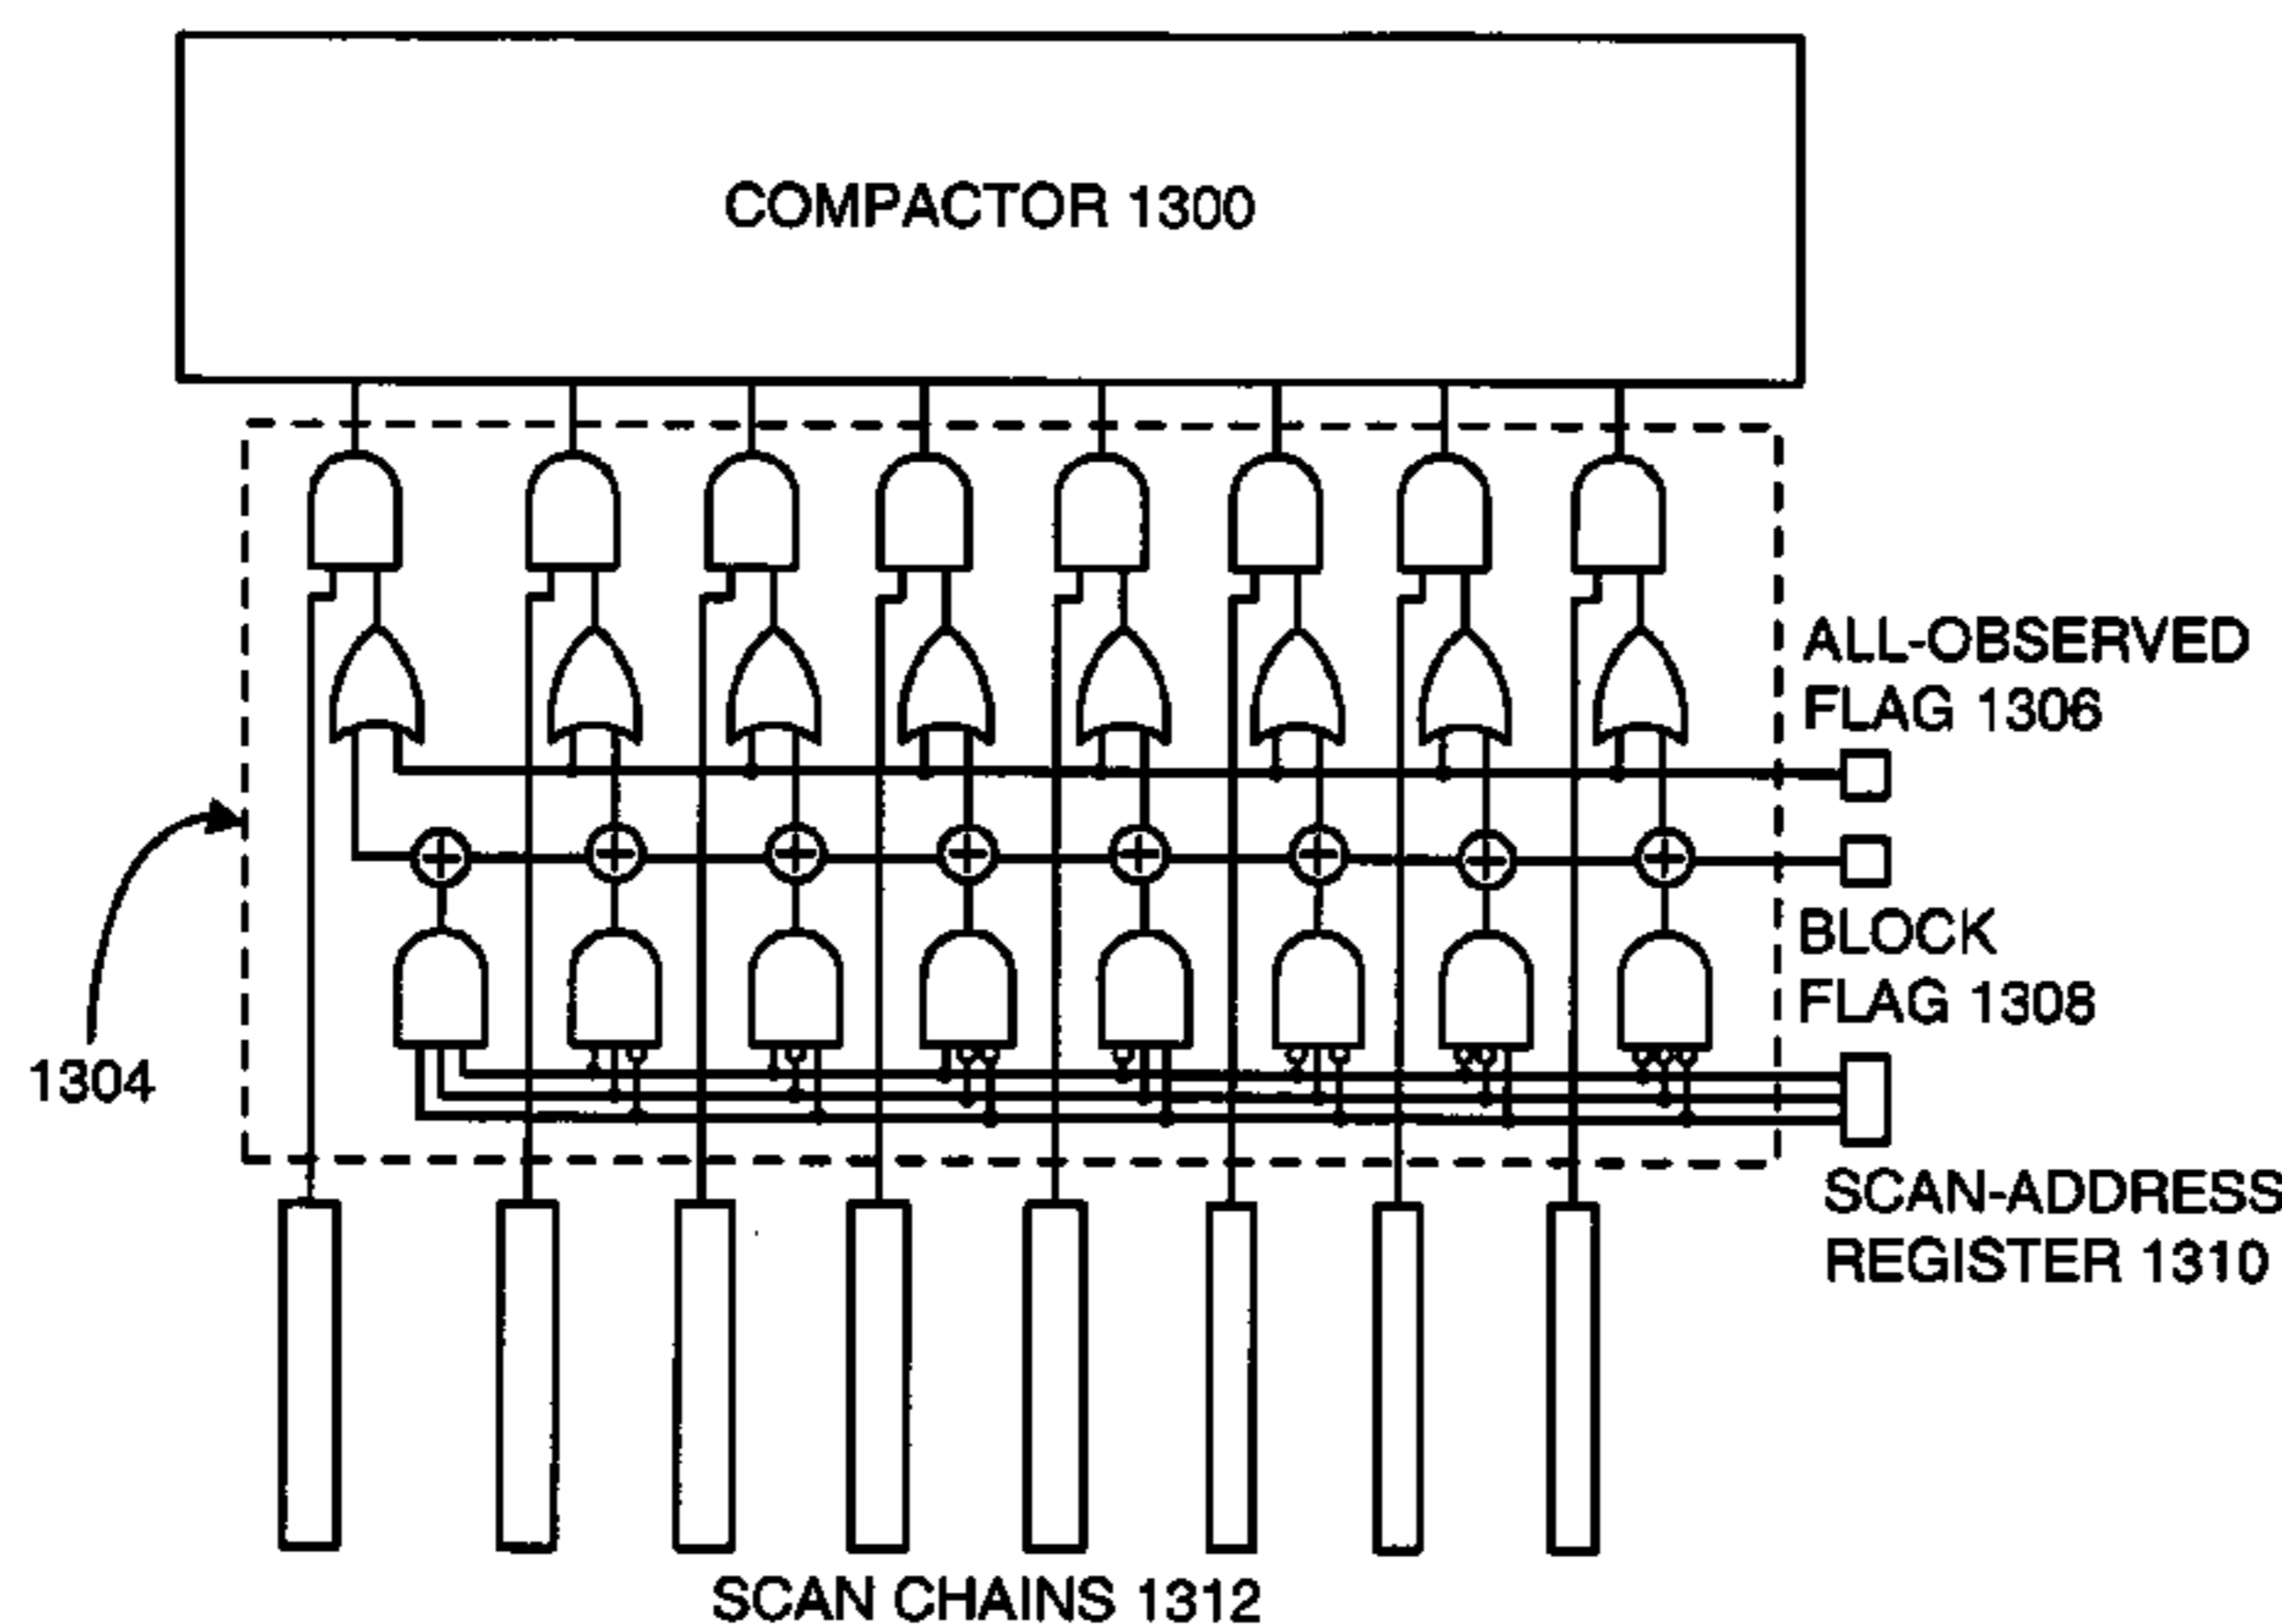 COMPACTOR 1300
ALL-OBSERVED
FLAG 1306
BLOCK
FLAG 1308
1304
SCAN-ADDRESS
REGISTER 1310
SCAN CHAINS 1312